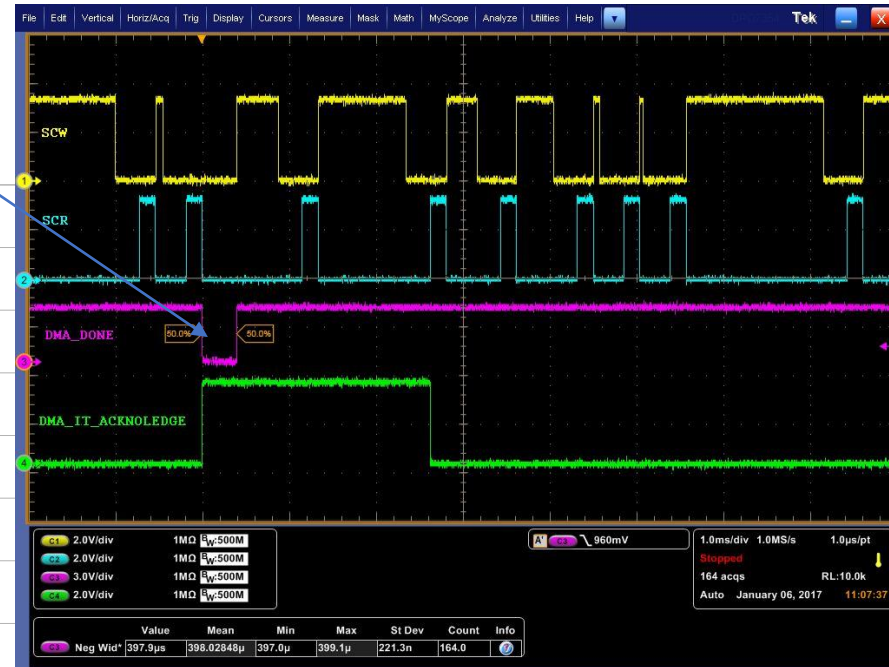 File Edit Vertical Horiz/Acq Trig Display Cursors Measure Mask Math MyScope Analyze Utilities Help Tek X
SCW
1
SCR
2
DMA_DONE
50.0% 50.0%
3
DMA_IT_ACKNOLEDGE
4
C1 2.0V/div 1MΩ BW:500M
C2 2.0V/div 1MΩ BW:500M
C3 3.0V/div 1MΩ BW:500M
C4 2.0V/div 1MΩ BW:500M
A' C3 960mV
1.0ms/div 1.0MS/s 1.0µs/pt
Stopped
164 acqs RL:10.0k
Auto January 06, 2017 11:07:37
Value Mean Min Max St Dev Count Info
C3 Neg Wid* 397.9µs 398.02848µ 397.0µ 399.1µ 221.3n 164.0